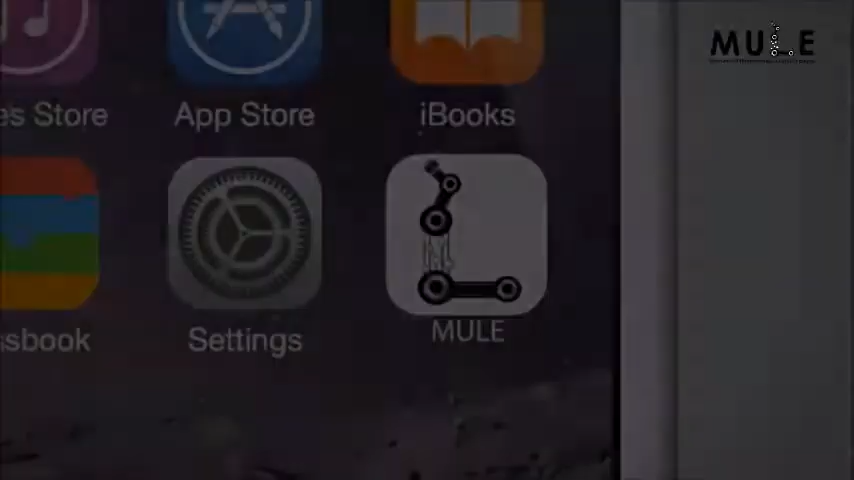 MULE
es Store
App Store
iBooks
ssbook
Settings
MULE